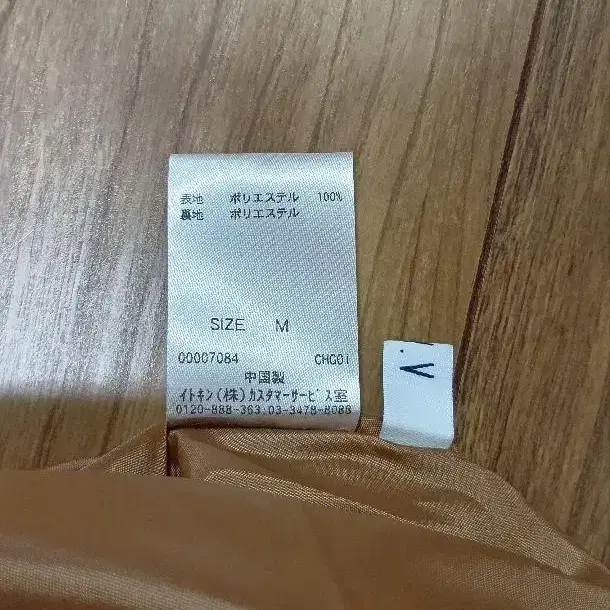 表地 ポリエステル 100%
裏地 ポリエステル
SIZE M
00007084 CHG01
中国製
イトキン(株)カスタマーサービス室
0120-888-363,03-3478-8088
V